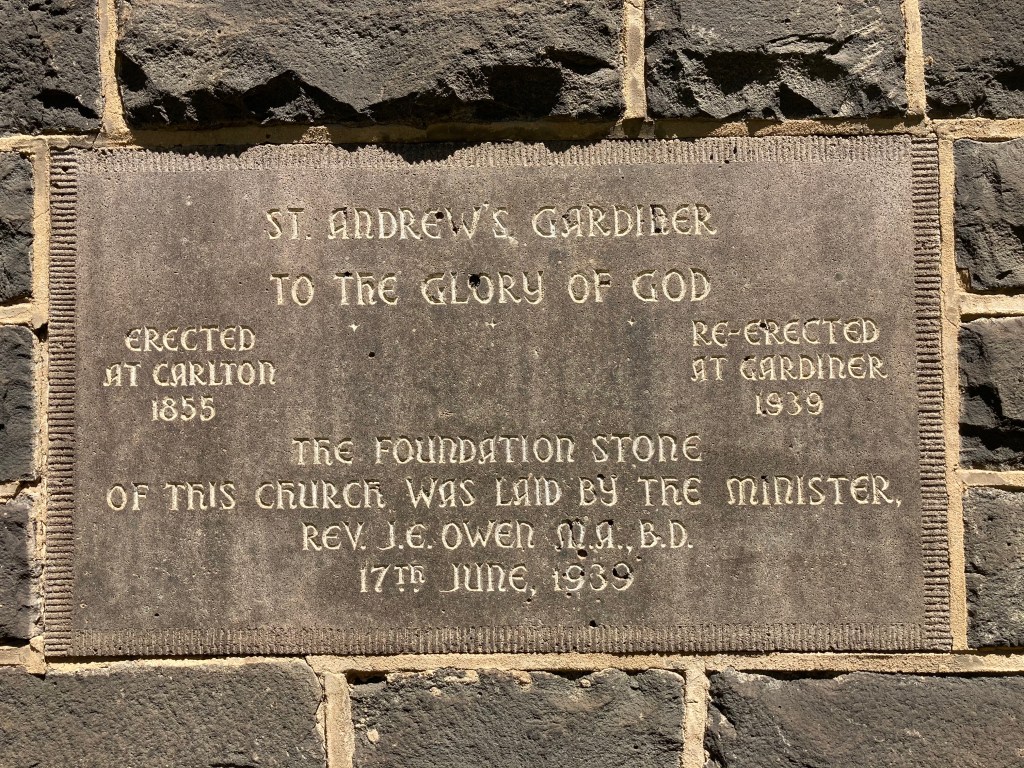 ST. ANDREW'S GARDINER
TO THE GLORY OF GOD
ERECTED
AT CARLTON
1855
RE-ERECTED
AT GARDINER
1939
THE FOUNDATION STONE
OF THIS CHURCH WAS LAID BY THE MINISTER,
REV. J.E. OWEN M.A., B.D.
17TH JUNE, 1939